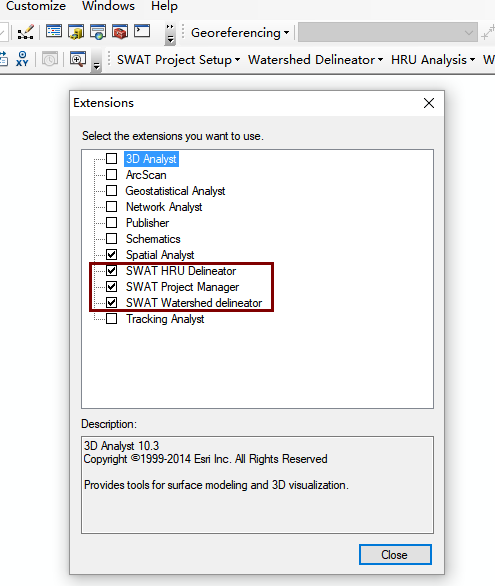 Customize Windows Help
Georeferencing
XY
SWAT Project Setup Watershed Delineator HRU Analysis W
Extensions
Select the extensions you want to use.
3D Analyst
ArcScan
Geostatistical Analyst
Network Analyst
Publisher
Schematics
Spatial Analyst
SWAT HRU Delineator
SWAT Project Manager
SWAT Watershed delineator
Tracking Analyst
Description:
3D Analyst 10.3
Copyright ©1999-2014 Esri Inc. All Rights Reserved
Provides tools for surface modeling and 3D visualization.
Close